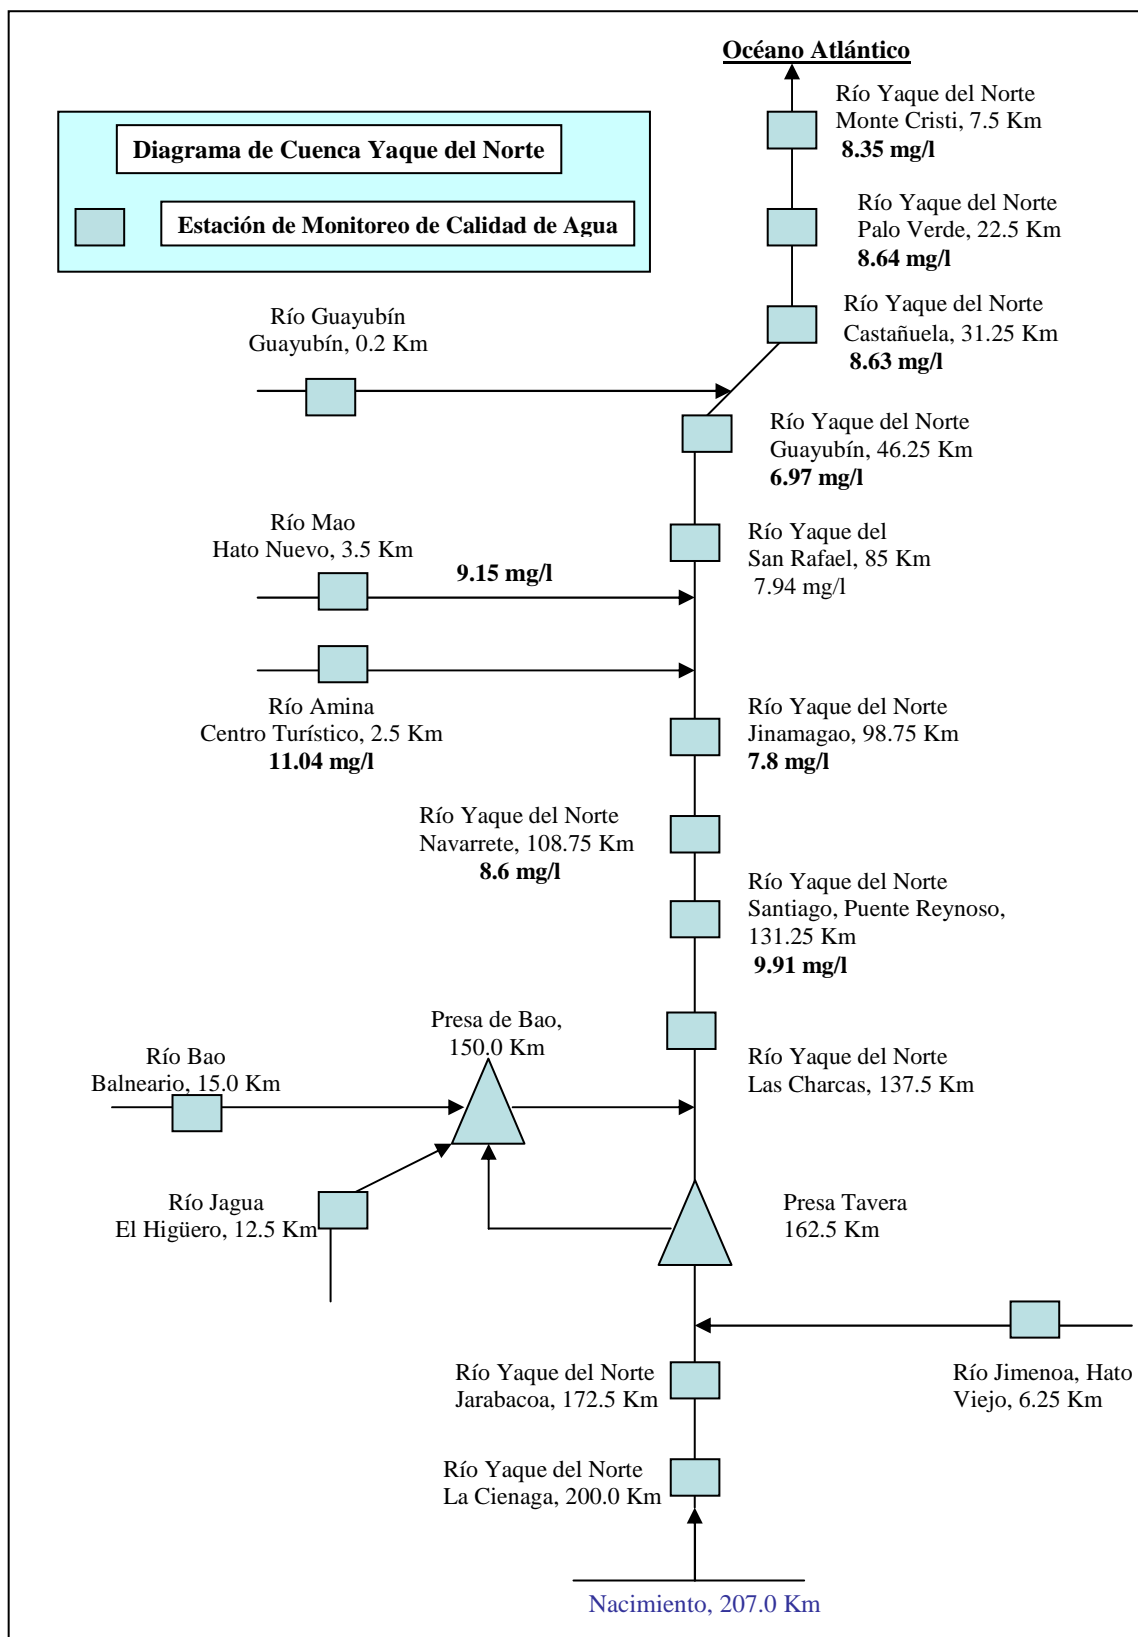 Océano Atlántico
Río Yaque del Norte
Monte Cristi, 7.5 Km
8.35 mg/l
Diagrama de Cuenca Yaque del Norte
Estación de Monitoreo de Calidad de Agua
Río Yaque del Norte
Palo Verde, 22.5 Km
8.64 mg/l
Río Yaque del Norte
Castañuela, 31.25 Km
8.63 mg/l
Río Guayubín
Guayubín, 0.2 Km
Río Yaque del Norte
Guayubín, 46.25 Km
6.97 mg/l
Río Mao
Hato Nuevo, 3.5 Km
9.15 mg/l
Río Yaque del
San Rafael, 85 Km
7.94 mg/l
Río Amina
Centro Turístico, 2.5 Km
11.04 mg/l
Río Yaque del Norte
Jinamagao, 98.75 Km
7.8 mg/l
Río Yaque del Norte
Navarrete, 108.75 Km
8.6 mg/l
Río Yaque del Norte
Santiago, Puente Reynoso,
131.25 Km
9.91 mg/l
Presa de Bao,
150.0 Km
Río Bao
Balneario, 15.0 Km
Río Yaque del Norte
Las Charcas, 137.5 Km
Río Jagua
El Higüero, 12.5 Km
Presa Tavera
162.5 Km
Río Yaque del Norte
Jarabacoa, 172.5 Km
Río Jimenoa, Hato
Viejo, 6.25 Km
Río Yaque del Norte
La Cienaga, 200.0 Km
Nacimiento, 207.0 Km